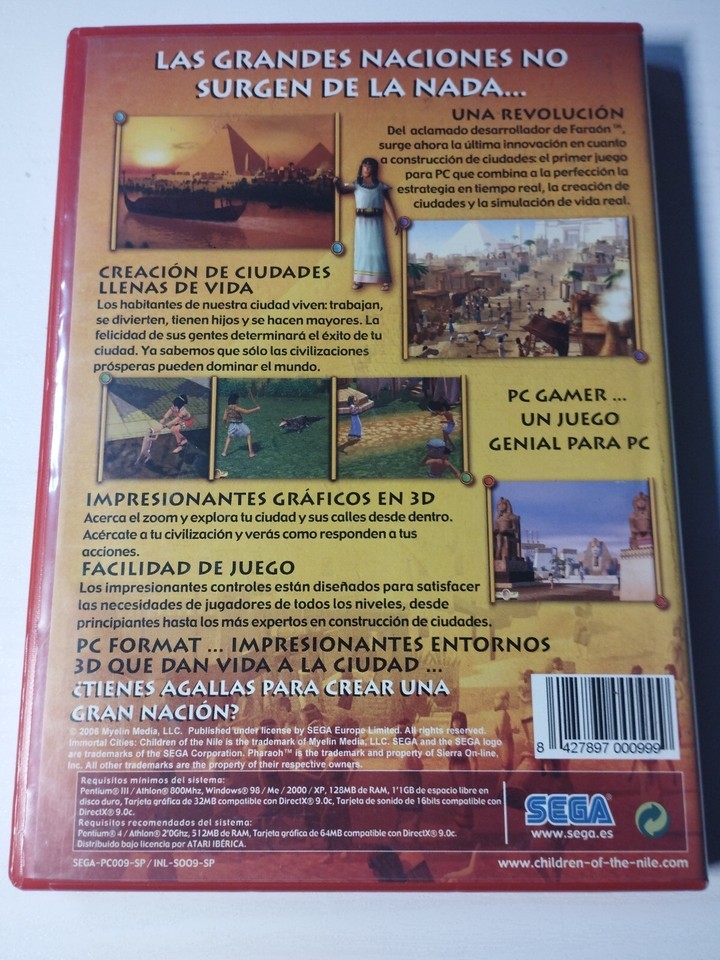 LAS GRANDES NACIONES NO
SURGEN DE LA NADA...
UNA REVOLUCIÓN
Del aclamado desarrollador de Faraón™,
surge ahora la última innovación en cuanto
a construcción de ciudades: el primer juego
para PC que combina a la perfección la
estrategia en tiempo real, la creación de
ciudades y la simulación de vida real.
CREACIÓN DE CIUDADES
LLENAS DE VIDA
Los habitantes de nuestra ciudad viven: trabajan,
se divierten, tienen hijos y se hacen mayores. La
felicidad de sus gentes determinará el éxito de tu
ciudad. Ya sabemos que sólo las civilizaciones
prósperas pueden dominar el mundo.
PC GAMER ...
UN JUEGO
GENIAL PARA PC
IMPRESIONANTES GRÁFICOS EN 3D
Acerca el zoom y explora tu ciudad y sus calles desde dentro.
Acércate a tu civilización y verás como responden a tus
acciones.
FACILIDAD DE JUEGO
Los impresionantes controles están diseñados para satisfacer
las necesidades de jugadores de todos los niveles, desde
principiantes hasta los más expertos en construcción de ciudades.
PC FORMAT ... IMPRESIONANTES ENTORNOS
3D QUE DAN VIDA A LA CIUDAD ...
¿TIENES AGALLAS PARA CREAR UNA
GRAN NACIÓN?
© 2006 Myelin Media, LLC. Published under license by SEGA Europe Limited. All rights reserved.
Immortal Cities: Children of the Nile is the trademark of Myelin Media, LLC. SEGA and the SEGA logo
are trademarks of the SEGA Corporation. Pharaoh™ is the trademark and property of Sierra On-line,
Inc. All other trademarks are the property of their respective owners.
8 427897 000999
Requisitos mínimos del sistema:
Pentium® III / Athlon® 800Mhz, Windows® 98 / Me / 2000 / XP, 128MB de RAM, 1'1GB de espacio libre en
disco duro, Tarjeta gráfica de 32MB compatible con DirectX® 9.0c, Tarjeta de sonido de 16bits compatible con
DirectX® 9.0c.
Requisitos recomendados del sistema:
Pentium® 4 / Athlon® 2'0Ghz, 512MB de RAM, Tarjeta gráfica de 64MB compatible con DirectX® 9.0c.
Distribuido bajo licencia por ATARI IBÉRICA.
SEGA
www.sega.es
SEGA-PC009-SP / INL-S009-SP
www.children-of-the-nile.com